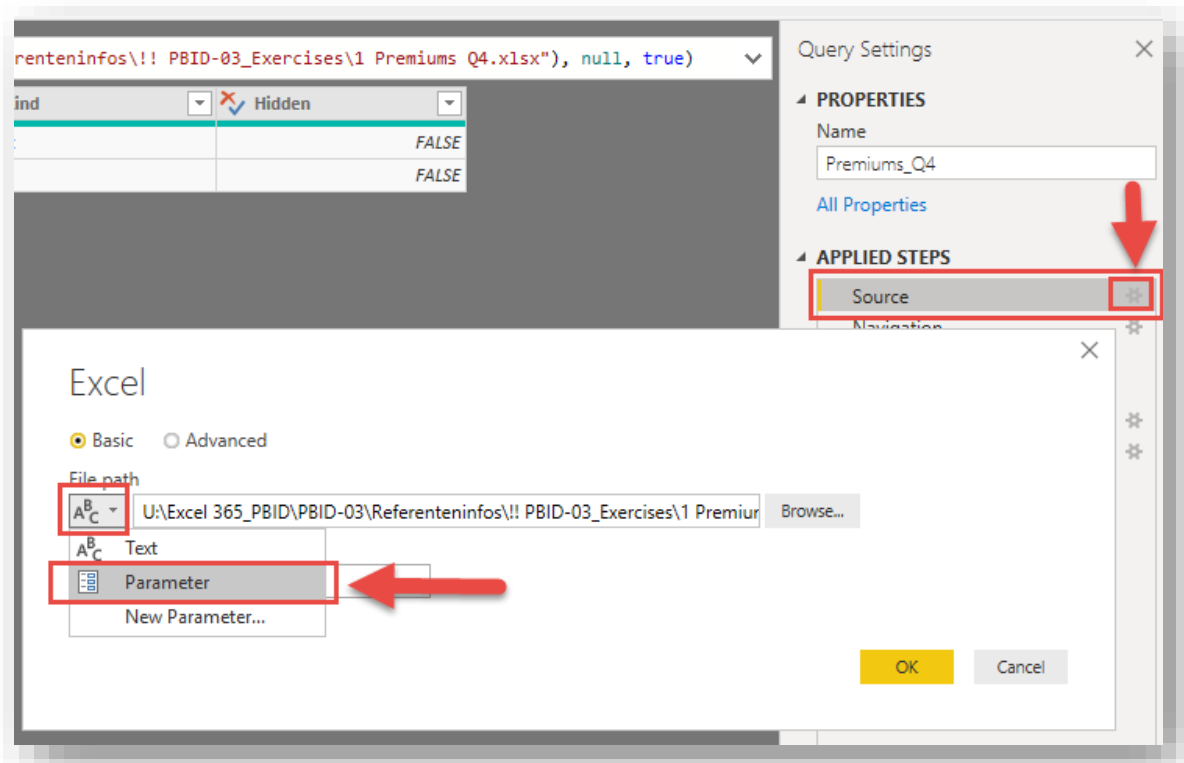 renteninfos\!! PBID-03_Exercises\1 Premiums Q4.xlsx"), null, true)
ind
Hidden
FALSE
FALSE
Query Settings
PROPERTIES
Name
Premiums_Q4
All Properties
APPLIED STEPS
Source
Navigation
Excel
Basic
Advanced
File path
ABC
U:\Excel 365_PBID\PBID-03\Referenteninfos\!! PBID-03_Exercises\1 Premiur
Browse...
ABC Text
Parameter
New Parameter...
OK
Cancel